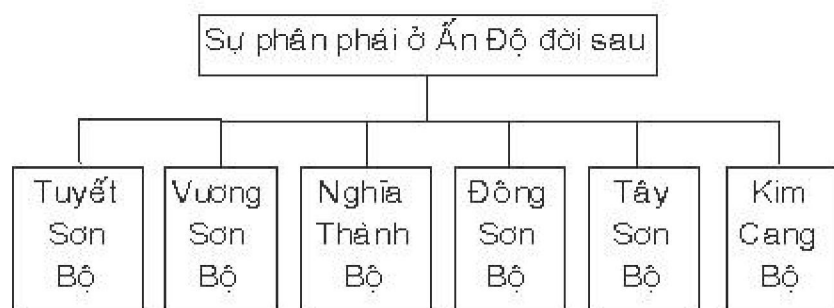 Sự phân phái ở Ấn Độ đời sau
Tuyết
Sơn
Bộ
Vương
Sơn
Bộ
Nghĩa
Thành
Bộ
Đông
Sơn
Bộ
Tây
Sơn
Bộ
Kim
Cang
Bộ